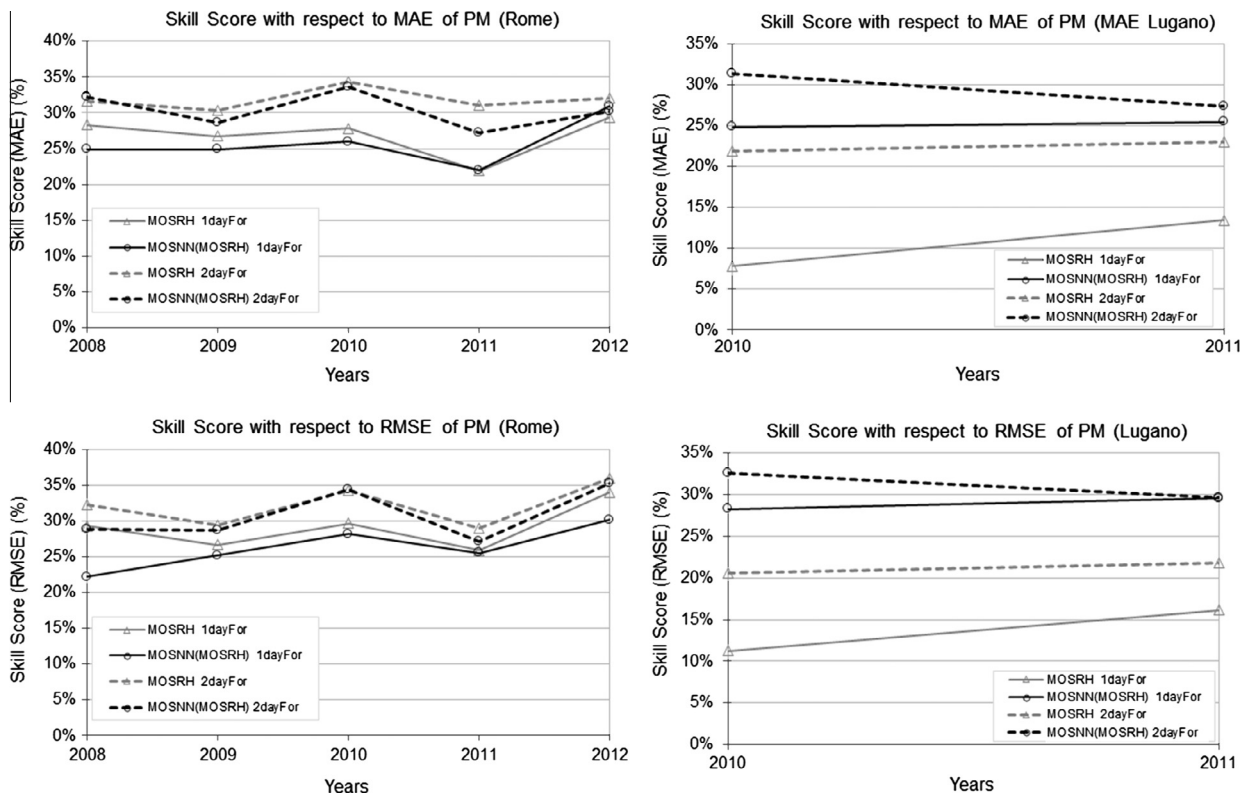 Skill Score with respect to MAE of PM (Rome)
Skill Score (MAE) (%)
40%
35%
30%
25%
20%
15%
10%
5%
0%
MOSRH 1dayFor
MOSNN(MOSRH) 1dayFor
MOSRH 2dayFor
MOSNN(MOSRH) 2dayFor
2008 2009 2010 2011 2012
Years
Skill Score with respect to MAE of PM (MAE Lugano)
Skill Score (MAE) (%)
35%
30%
25%
20%
15%
10%
5%
0%
MOSRH 1dayFor
MOSNN(MOSRH) 1dayFor
MOSRH 2dayFor
MOSNN(MOSRH) 2dayFor
2010 2011
Years
Skill Score with respect to RMSE of PM (Rome)
Skill Score (RMSE) (%)
40%
35%
30%
25%
20%
15%
10%
5%
0%
MOSRH 1dayFor
MOSNN(MOSRH) 1dayFor
MOSRH 2dayFor
MOSNN(MOSRH) 2dayFor
2008 2009 2010 2011 2012
Years
Skill Score with respect to RMSE of PM (Lugano)
Skill Score (RMSE) (%)
35%
30%
25%
20%
15%
10%
5%
0%
MOSRH 1dayFor
MOSNN(MOSRH) 1dayFor
MOSRH 2dayFor
MOSNN(MOSRH) 2dayFor
2010 2011
Years